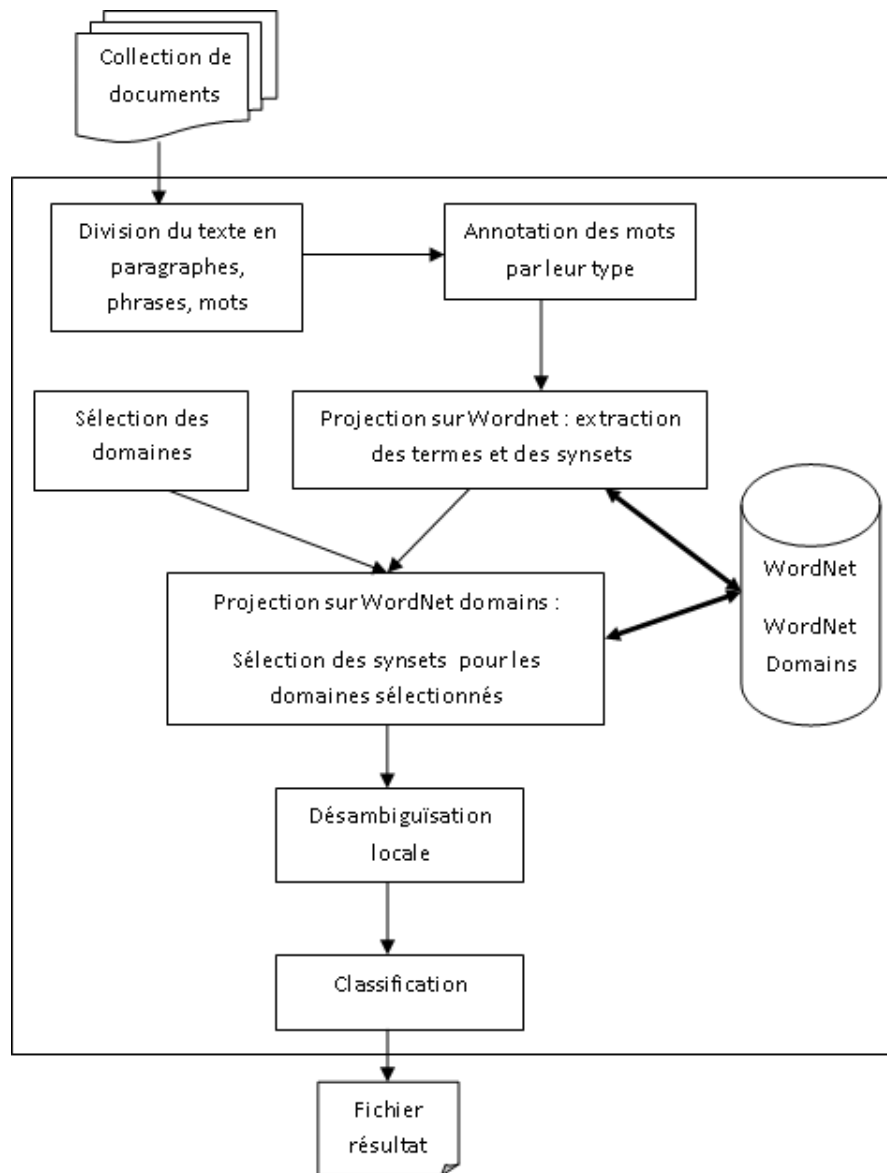 Collection de
documents
Division du texte en
paragraphes,
phrases, mots
Annotation des mots
par leur type
Sélection des
domaines
Projection sur Wordnet : extraction
des termes et des synsets
WordNet
WordNet
Domains
Projection sur WordNet domains :
Sélection des synsets pour les
domaines sélectionnés
Désambiguïsation
locale
Classification
Fichier
résultat